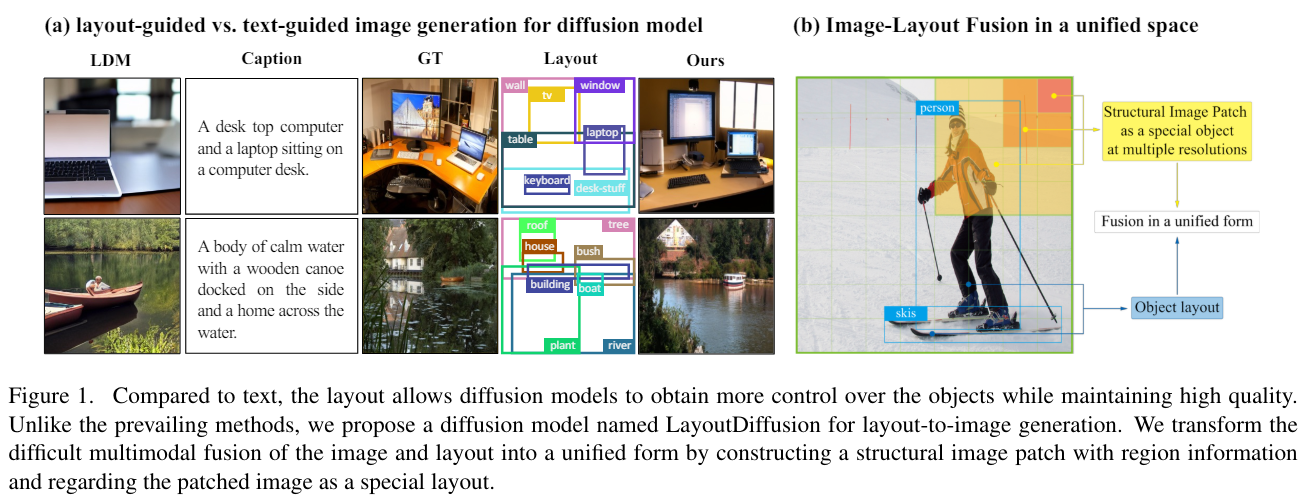 (a) layout-guided vs. text-guided image generation for diffusion model
(b) Image-Layout Fusion in a unified space
LDM
Caption
GT
Layout
Ours
A desk top computer
and a laptop sitting on
a computer desk.
wall
window
tv
table
laptop
keyboard
desk-stuff
A body of calm water
with a wooden canoe
docked on the side
and a home across the
water.
roof
tree
house
bush
building
boat
plant
river
person
skis
Structural Image Patch
as a special object
at multiple resolutions
Fusion in a unified form
Object layout
Figure 1. Compared to text, the layout allows diffusion models to obtain more control over the objects while maintaining high quality.
Unlike the prevailing methods, we propose a diffusion model named LayoutDiffusion for layout-to-image generation. We transform the
difficult multimodal fusion of the image and layout into a unified form by constructing a structural image patch with region information
and regarding the patched image as a special layout.